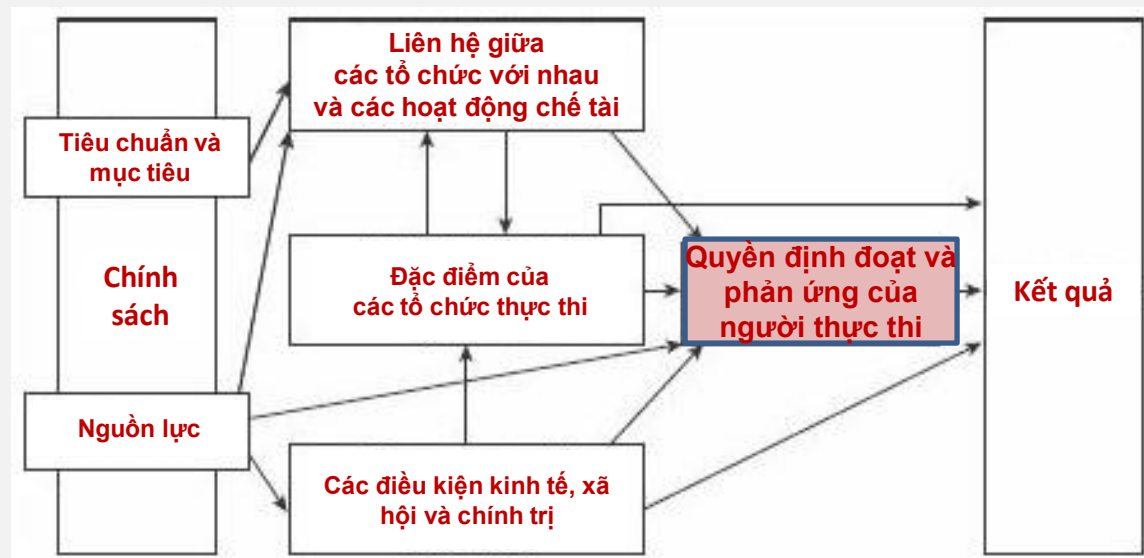 Liên hệ giữa
các tổ chức với nhau
và các hoạt động chế tài
Tiêu chuẩn và
mục tiêu
Chính
sách
Đặc điểm của
các tổ chức thực thi
Quyền định đoạt và
phản ứng của
người thực thi
Kết quả
Nguồn lực
Các điều kiện kinh tế, xã
hội và chính trị